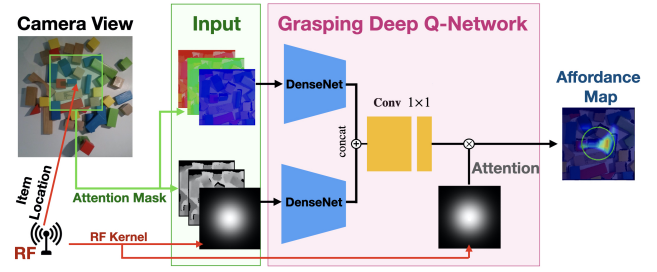 Camera View
Input
Grasping Deep Q-Network
DenseNet
Conv 1×1
concat
DenseNet
Attention
Affordance
Map
Item
Location
Attention Mask
RF
RF Kernel